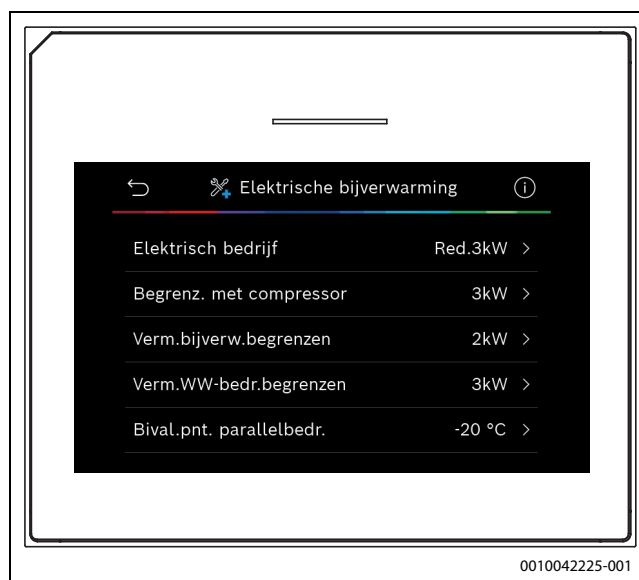 Elektrische bijverwarming
Elektrisch bedrijf Red.3kW >
Begrenz. met compressor 3kW >
Verm.bijverw.begrenzen 2kW >
Verm.WW-bedr.begrenzen 3kW >
Bival.pnt. parallelbedr. -20 °C >
0010042225-001